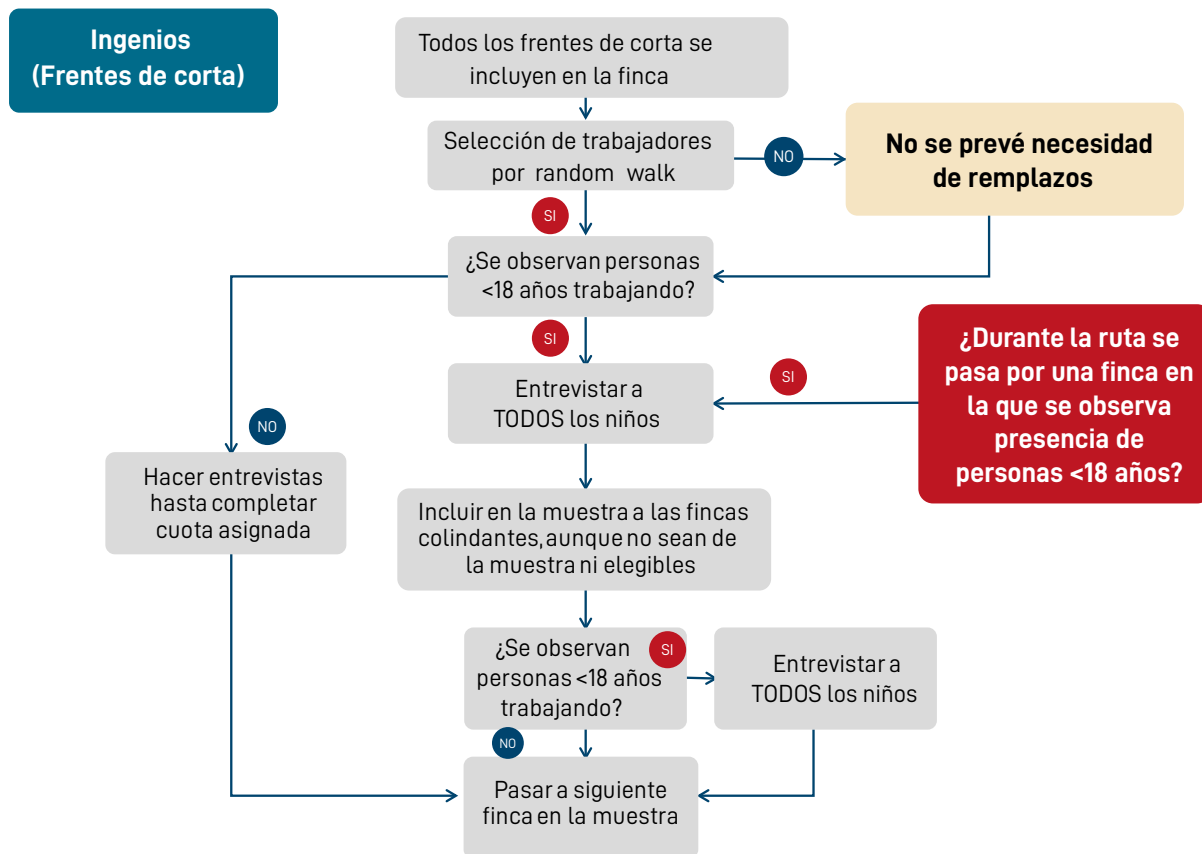 Ingenios
(Frentes de corta)
Todos los frentes de corta se
incluyen en la finca
Selección de trabajadores
por random walk
NO
No se prevé necesidad
de remplazos
SI
¿Se observan personas
<18 años trabajando?
SI
¿Durante la ruta se
pasa por una finca en
la que se observa
presencia de
personas <18 años?
SI
Entrevistar a
TODOS los niños
NO
Hacer entrevistas
hasta completar
cuota asignada
Incluir en la muestra a las fincas
colindantes, aunque no sean de
la muestra ni elegibles
¿Se observan
personas <18 años
trabajando?
SI
Entrevistar a
TODOS los niños
NO
Pasar a siguiente
finca en la muestra